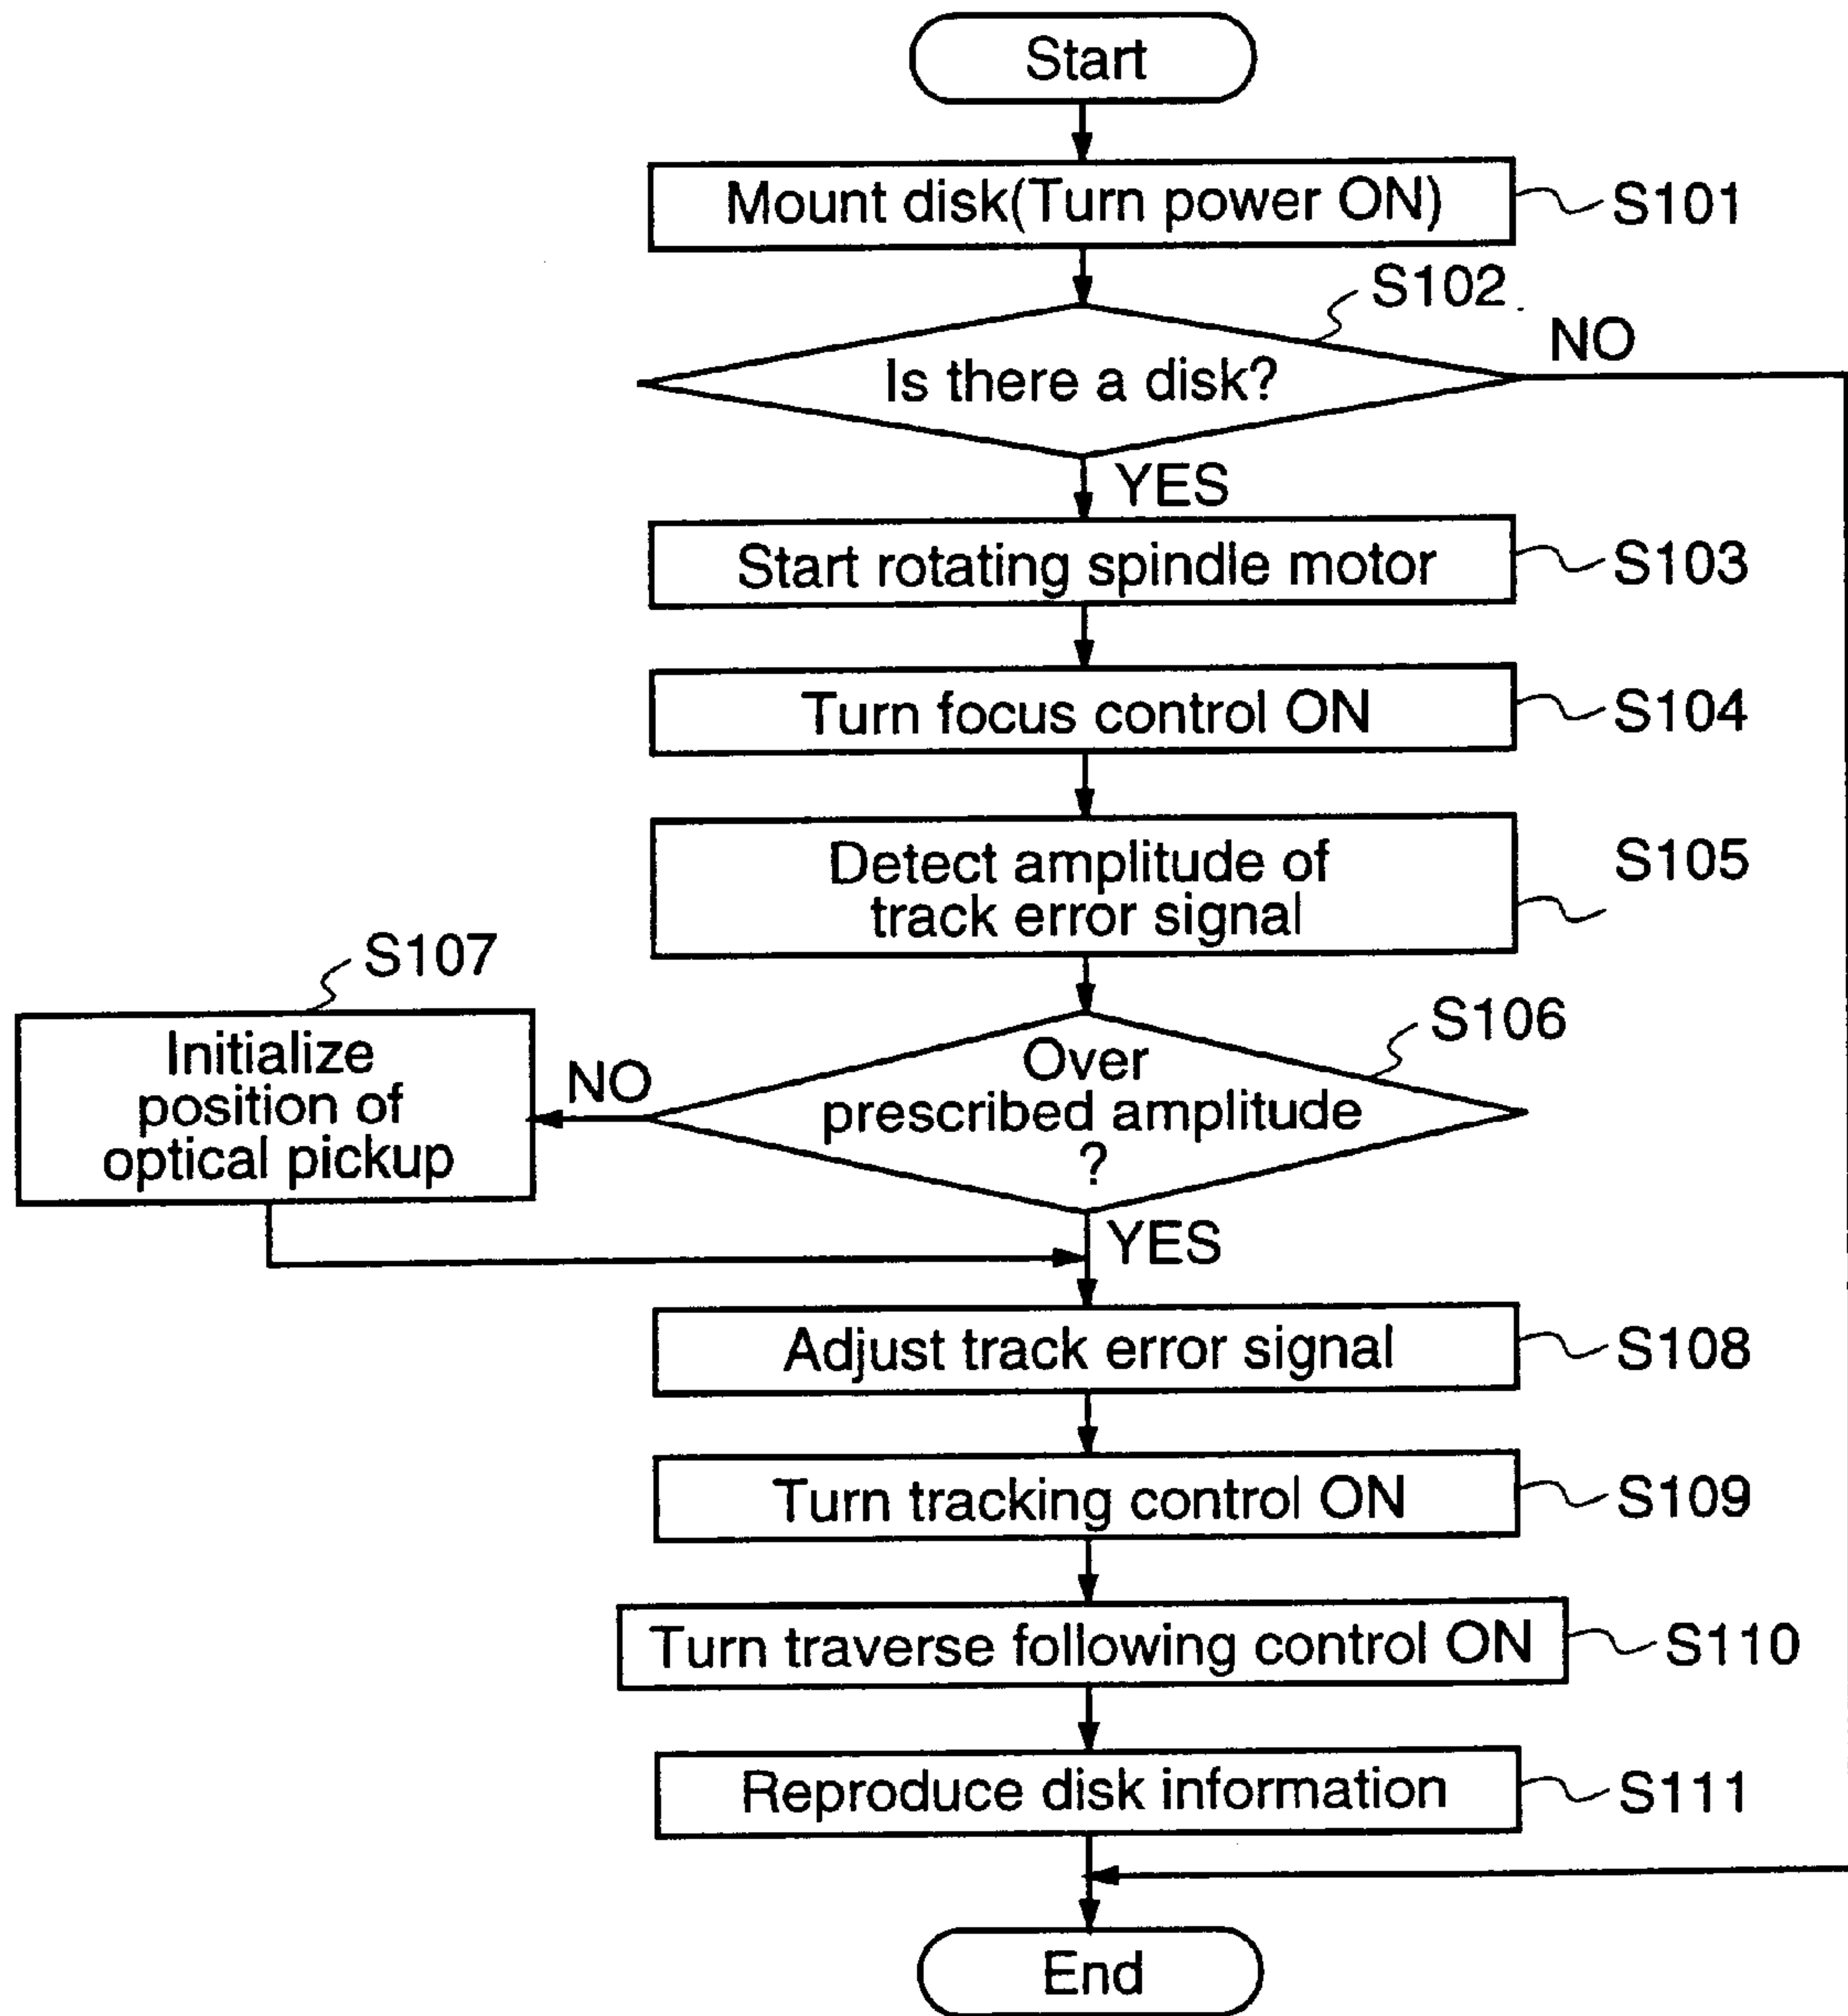 Start
Mount disk(Turn power ON)
S101
S102
Is there a disk?
NO
YES
Start rotating spindle motor
S103
Turn focus control ON
S104
Detect amplitude of
track error signal
S105
S107
Initialize
position of
optical pickup
NO
S106
Over
prescribed amplitude
?
YES
Adjust track error signal
S108
Turn tracking control ON
S109
Turn traverse following control ON
S110
Reproduce disk information
S111
End